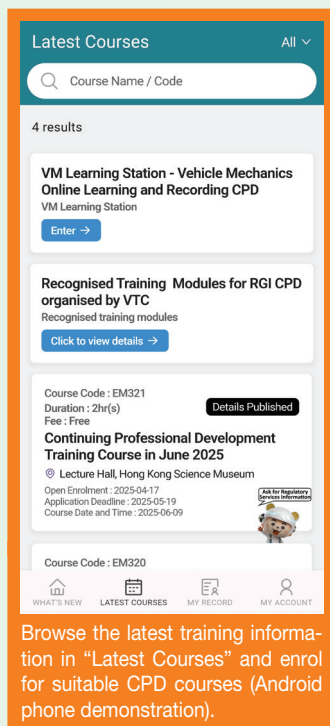 Latest Courses
All
Course Name / Code
4 results
VM Learning Station - Vehicle Mechanics
Online Learning and Recording CPD
VM Learning Station
Enter →
Recognised Training Modules for RGI CPD
organised by VTC
Recognised training modules
Click to view details →
Course Code : EM321
Duration : 2hr(s)
Details Published
Fee : Free
Continuing Professional Development
Training Course in June 2025
Lecture Hall, Hong Kong Science Museum
Open Enrolment : 2025-04-17
Application Deadline : 2025-05-19
Course Date and Time : 2025-06-09
Ask for Regulatory
Services Information
Course Code : EM320
WHAT'S NEW
LATEST COURSES
MY RECORD
MY ACCOUNT
Browse the latest training informa-
tion in “Latest Courses” and enrol
for suitable CPD courses (Android
phone demonstration).